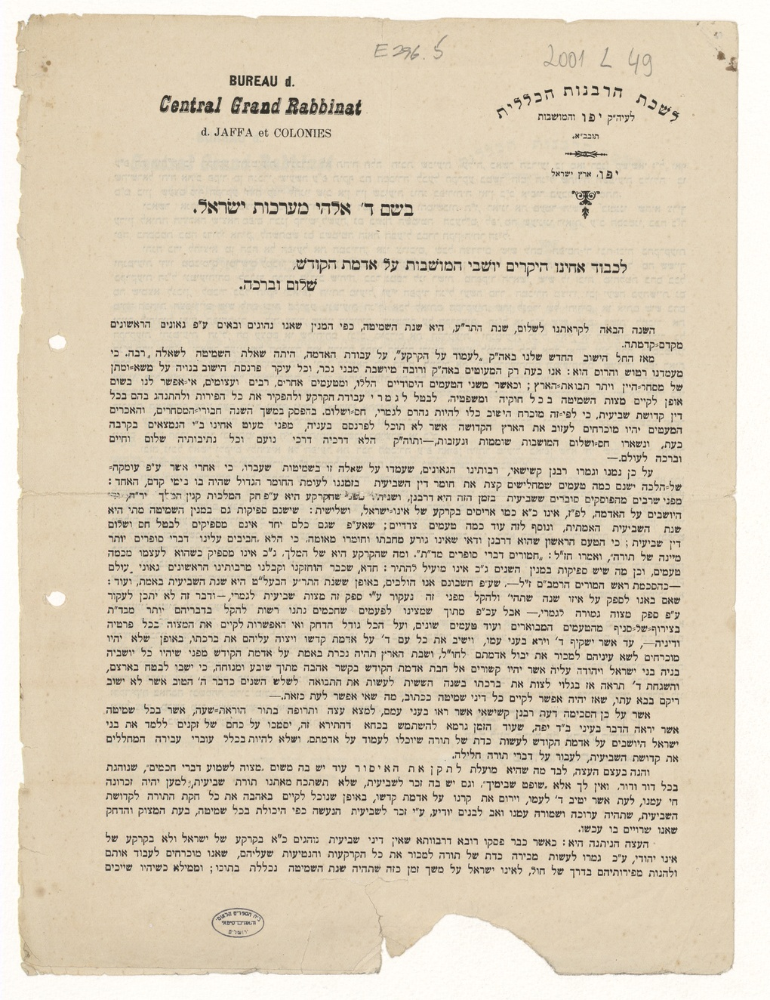 E 296. 5
2001 L 49
BUREAU d.
Central Grand Rabbinat
d. JAFFA et COLONIES
לשכת הרבנות הכללית
לעיה״ק יפו והמושבות
תובב״א.
יפו, ארץ ישראל
בשם ד׳ אלהי מערכות ישראל.
לכבוד אחינו היקרים יושבי המושבות על אדמת הקודש,
שלום וברכה.
השנה הבאה לקראתנו לשלום, שנת התר״ע, היא שנת השמיטה, כפי המנין שאנו נהוגים ובאים ע״פ גאונים הראשונים
מקדם־קדמתה.
מאז החל הישוב החדש שלנו באה״ק „לעמוד על הקרקע״, על עבודת האדמה, היתה שאלת השמיטה לשאלה רבה. כי
מעמדנו רטוש והרוס הוא: אנו כעת רק המעוטים באה״ק ורובה מיושבת מבני נכר, וכל עיקר פרנסת הישוב בנויה על משא־ומתן
של מסחר־היין ויתר תבואת־הארץ; וכאשר משני הטעמים היסודיים הללו, ומטעמים אחרים, רבים ועצומים, אי־אפשר לנו בשום
אופן לקיים מצות השמיטה בכל חוקיה ומשפטיה, לבטל לגמרי עבודת הקרקע ולהפקיר את כל הפירות ולהתנהג בהם בכל
דין קדושת שביעית, כי לפי־זה מוכרח הישוב כלו להיות נהרס לגמרי, חס־ושלום. בהפסק במשך השנה חבורי־המסחרים, והאכרים
המעטים יהיו מוכרחים לעזוב את הארץ הקדושה אשר לא תוכל לפרנסם בעניה, מפני מעוט אחינו ב״י הנמצאים בקרבה
כעת, ונשארו חס־ושלום המושבות שוממות ונעזבות,—ותוה״ק הלא דרכיה דרכי נועם וכל נתיבותיה שלום וחיים
וברכה לעולם.—
על כן נמנו וגמרו רבנן קשישאי, רבותינו הגאונים, שעמדו על שאלה זו בשמיטות שעברו, כי אחרי אשר ע״פ עומקה־
של־הלכה ישנם כמה טעמים שמחלישים קצת את חומר דין השביעית בזמננו לעומת החומר הגדול שהיה בו בימי קדם, האחד:
מפני שרבים מהפוסקים סוברים ששביעית בזמן הזה היא דרבנן, ושנית: מפני שהקרקע היא ע״פ חק המלכות קנין המלך יר״ה,
היושבים על האדמה, לפ״ז, אינו כ״א כמו אריסים בקרקע של אינו־ישראל, ושלישית: שישנם ספיקות גם במנין השמיטה מתי היא
שנת השביעית האמתית, ונוסף לזה עוד כמה טעמים צדדיים; שאע״פ שגם כלם יחד אינם מספיקים לבטל חס ושלום
דין שביעית; כי הטעם הראשון שהוא דרבנן ודאי שאינו גורע מחבתו וחומרו מאומה, כי הלא „חביבים עלינו דברי סופרים יותר
מיינה של תורה״, ואמרו חז״ל: „חמורים דברי סופרים מד״ת״. ומה שהקרקע היא של המלך, ג״כ אינו מספיק כשהוא לעצמו מכמה
טעמים, וכן מה שיש ספיקות במנין השנים ג״כ אינו מועיל להתיר: חדא, שכבר הוחזקנו וקבלנו מרבותינו הראשונים גאוני עולם
—בהסכמת ראש המורים הרמב״ם ז״ל—, שע״פ חשבונם אנו הולכים, באופן ששנת התר״ע הבעל״ט היא שנת השביעית באמת, ועוד:
שאם באנו לספק על איזו שנה שתהי׳ ולהקל מפני זה נעקור ע״י ספק זה מצות שביעית לגמרי,—ודבר זה לא יתכן לעקור
ע״פ ספק מצוה גמורה לגמרי,— אבל עכ״פ מתוך שמצינו לפעמים שחכמים נתנו רשות להקל בדבריהם יותר מבד״ת
בצירוף־של־סניף מהטעמים המבוארים ועוד טעמים שונים, ועל הכל גודל הדחק ואי האפשרות לקיים את המצוה בכל פרטיה
ודיניה—, עד אשר ישקיף ד׳ וירא בעני עמו, וישיב את כל עם ד׳ על אדמת קדשו ויצוה עליהם את ברכתו, באופן שלא יהיו
מוכרחים לשא עיניהם למכור את יבול אדמתם לחו״ל, ושבת הארץ תהיה נכרת באמת על אדמת הקודש מפני שיהיו כל יושביה
בניה בני ישראל ויהודה עליה אשר יהיו קשורים אל חבת אדמת הקודש בקשר אהבה מתוך שובע ומנוחה, כי ישבו לבטח בארצם,
והשגחת ד׳ תראה אז בגלוי לצות את ברכתו בשנה הששית לעשות את התבואה לשלש השנים כדבר ה׳ הטוב אשר לא ישוב
ריקם בבא עתו, שאז יהיה אפשר לקיים כל דיני שמיטה ככתוב, מה שאי אפשר לעת כזאת.—
אשר על כן הסכימה דעת רבנן קשישאי אשר ראו בעני עמם, למצא עצה ותרופה בתור הוראת־שעה, אשר בכל שמיטה
אשר יראה הדבר בעיני ב״ד יפה, שעוד הזמן גרמא להשתמש בכחא דהתירא זה, יסמכו על כחם של זקנים ללמד את בני
ישראל היושבים על אדמת הקודש לעשות כדת של תורה שיוכלו לעמוד על אדמתם, ושלא להיות בכלל עוברי עבירה המחללים
את קדושת השביעית, לעבור על דברי תורה חלילה.
והנה בעצם העצה, לבד מה שהיא מועלת לתקן את האיסור עוד יש בה משום „מצוה לשמוע דברי חכמים״, שנוהגת
בכל דור ודור, ואין לך אלא „שופט שבימיך״, וגם יש בה זכר לשביעית, שלא תשתכח מאתנו תורת שביעית, למען יהיה זכרונה
חי עמנו, לעת אשר יטיב ד׳ לעמו, וירום את קרנו על אדמת קדשו, באופן שנוכל לקיים באהבה את כל חקת התורה לקדושת
השביעית, שתהיה ערוכה ושמורה עמנו ואב לבנים יודיע, ע״י זכר לשביעית הנעשה כפי היכולת בכל שמיטה, בעת המצוק והדחק
שאנו שרויים בו עכשו.
העצה הניתנה היא: כאשר כבר פסקו רובא דרבוותא שאין דיני שביעית נוהגים כ״א בקרקע של ישראל ולא בקרקע של
אינו יהודי, ע״כ גמרו לעשות מכירה כדת של תורה למכור את כל הקרקעות והנטיעות שעליהם, שאנו מוכרחים לעבוד אותם
ולהנות מפירותיהם בדרך של חול, לאינו ישראל על משך זמן כזה שתהיה שנת השמיטה נכללת בתוכו; וממילא כשיהיו שייכים
בית הספרים הלאומי
והאוניברסיטאי
ירושלים